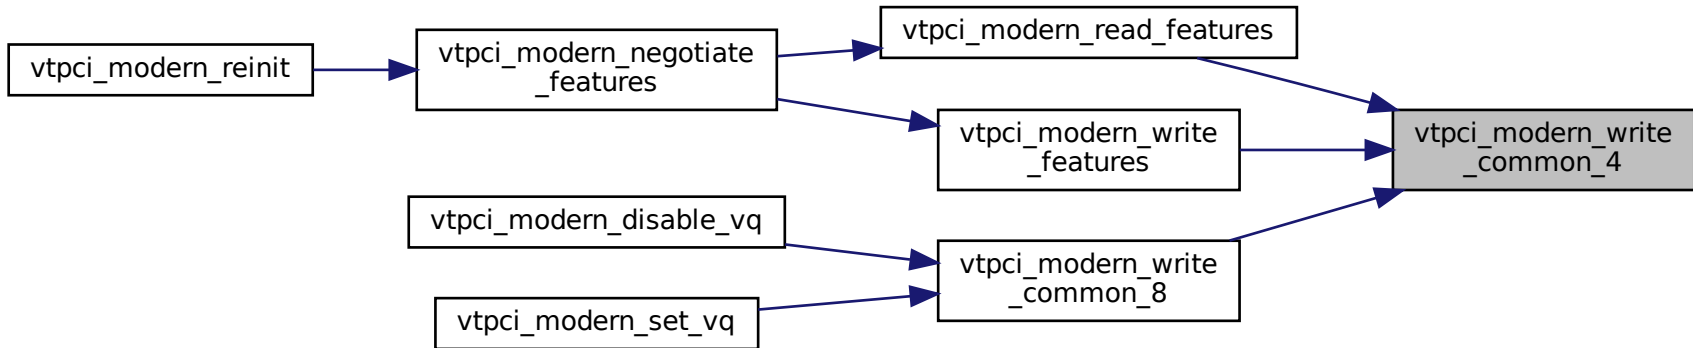 vtpci_modern_reinit
vtpci_modern_negotiate
_features
vtpci_modern_read_features
vtpci_modern_write
_features
vtpci_modern_disable_vq
vtpci_modern_set_vq
vtpci_modern_write
_common_8
vtpci_modern_write
_common_4